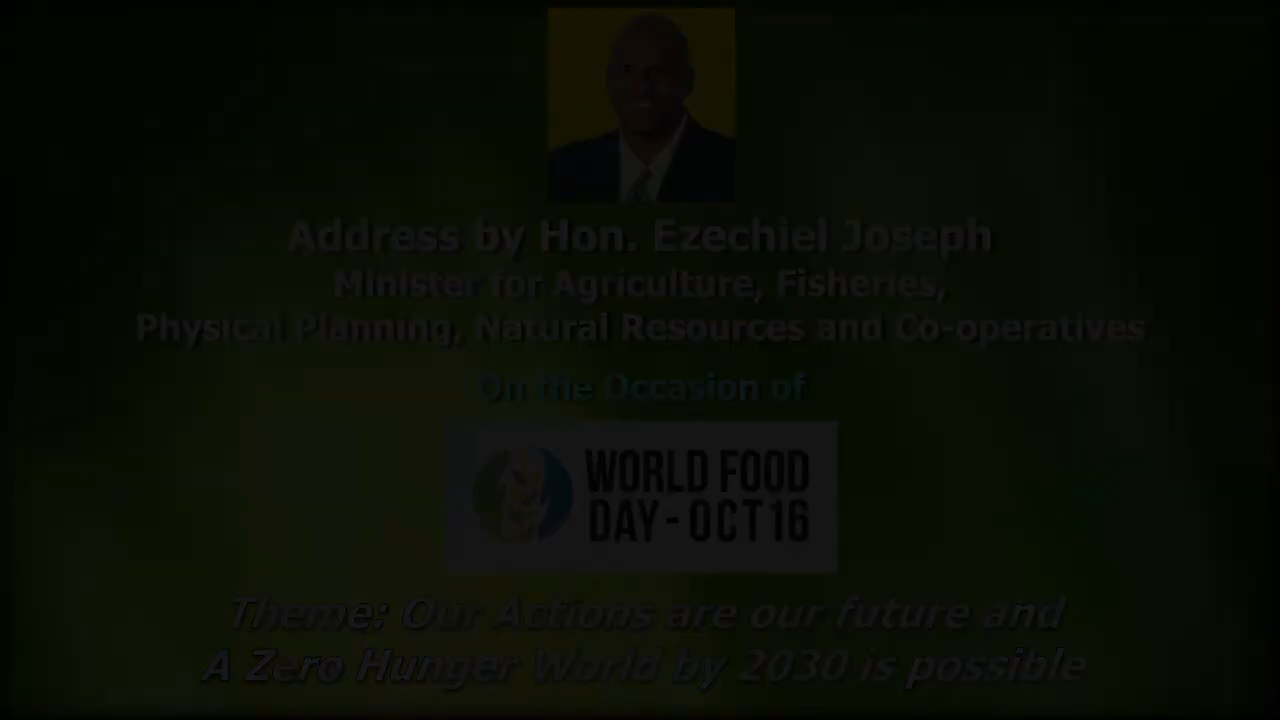 Address by Hon. Ezechiel Joseph
Minister for Agriculture, Fisheries,
Physical Planning, Natural Resources and Co-operatives
On the Occasion of
WORLD FOOD
DAY - OCT 16
Theme: Our Actions are our future and
A Zero Hunger World by 2030 is possible